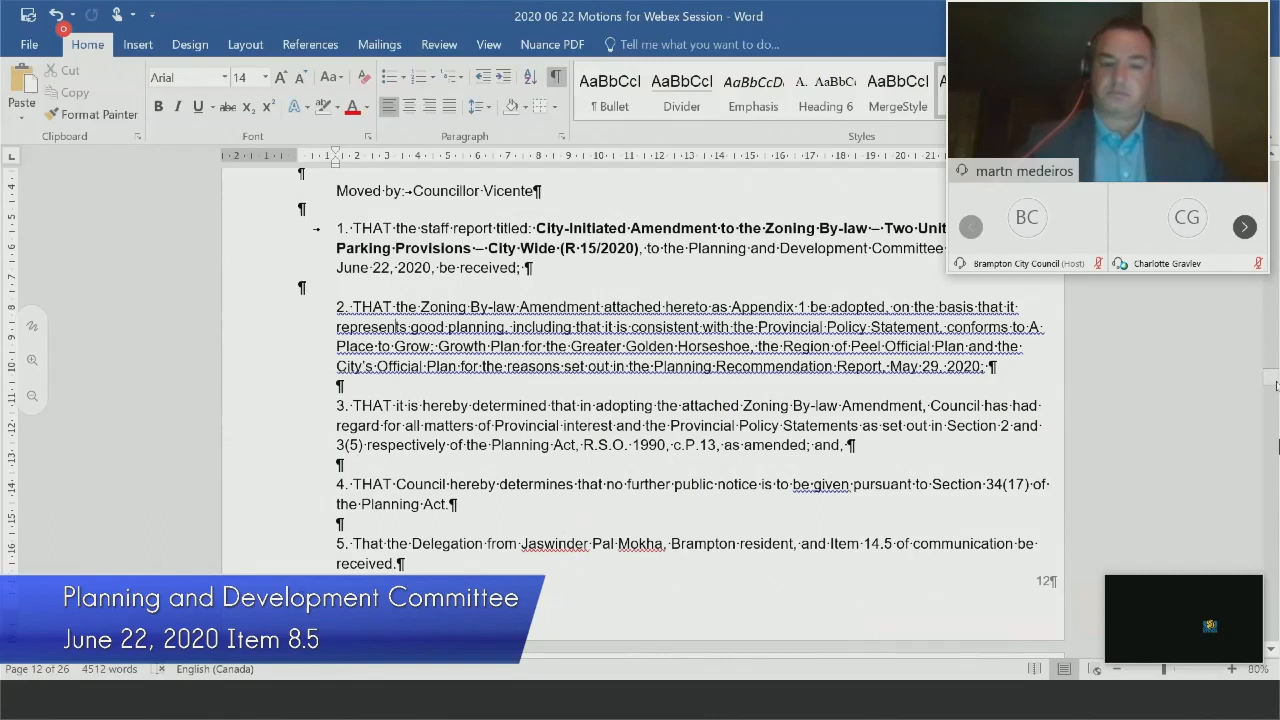 2020 06 22 Motions for Webex Session - Word
File Home Insert Design Layout References Mailings Review View Nuance PDF Tell me what you want to do...
Cut
Copy
Format Painter
Paste
Clipboard
Arial 14
Font
Paragraph
AaBbCcI AaBbCcI AaBbCcD. A. AaBbC AaBbCcI
¶ Bullet Divider Emphasis Heading 6 MergeStyle
Styles
martn medeiros
BC CG
Brampton City Council (Host) Charlotte Gravlev
Moved by: Councillor Vicente¶
1. THAT the staff report titled: City-Initiated Amendment to the Zoning By-law – Two Unit
Parking Provisions – City Wide (R 15/2020), to the Planning and Development Committee
June 22, 2020, be received; ¶
2. THAT the Zoning By-law Amendment attached hereto as Appendix 1 be adopted, on the basis that it
represents good planning, including that it is consistent with the Provincial Policy Statement, conforms to A
Place to Grow: Growth Plan for the Greater Golden Horseshoe, the Region of Peel Official Plan and the
City's Official Plan for the reasons set out in the Planning Recommendation Report, May 29, 2020; ¶
3. THAT it is hereby determined that in adopting the attached Zoning By-law Amendment, Council has had
regard for all matters of Provincial interest and the Provincial Policy Statements as set out in Section 2 and
3(5) respectively of the Planning Act, R.S.O. 1990, c.P.13, as amended; and, ¶
4. THAT Council hereby determines that no further public notice is to be given pursuant to Section 34(17) of
the Planning Act.¶
5. That the Delegation from Jaswinder Pal Mokha, Brampton resident, and Item 14.5 of communication be
received.¶
12¶
Planning and Development Committee
June 22, 2020 Item 8.5
Page 12 of 26 4512 words English (Canada) 80%